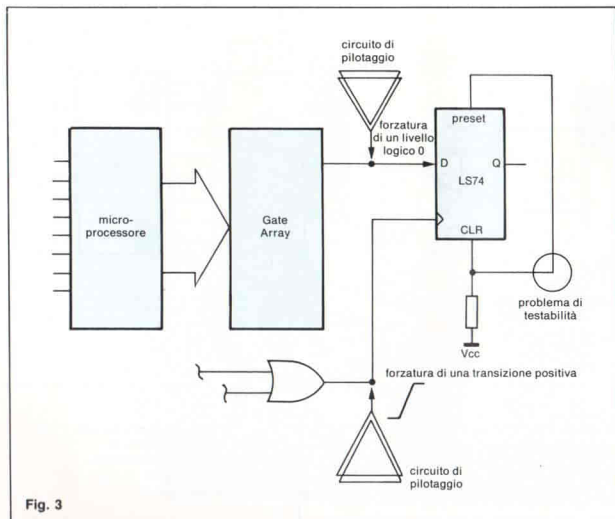 circuito di
pilotaggio
forzatura
di un livello
logico 0
preset
D
Q
LS74
CLR
micro-
processore
Gate
Array
problema di
testabilità
Vcc
forzatura di una transizione positiva
circuito di
pilotaggio
Fig. 3